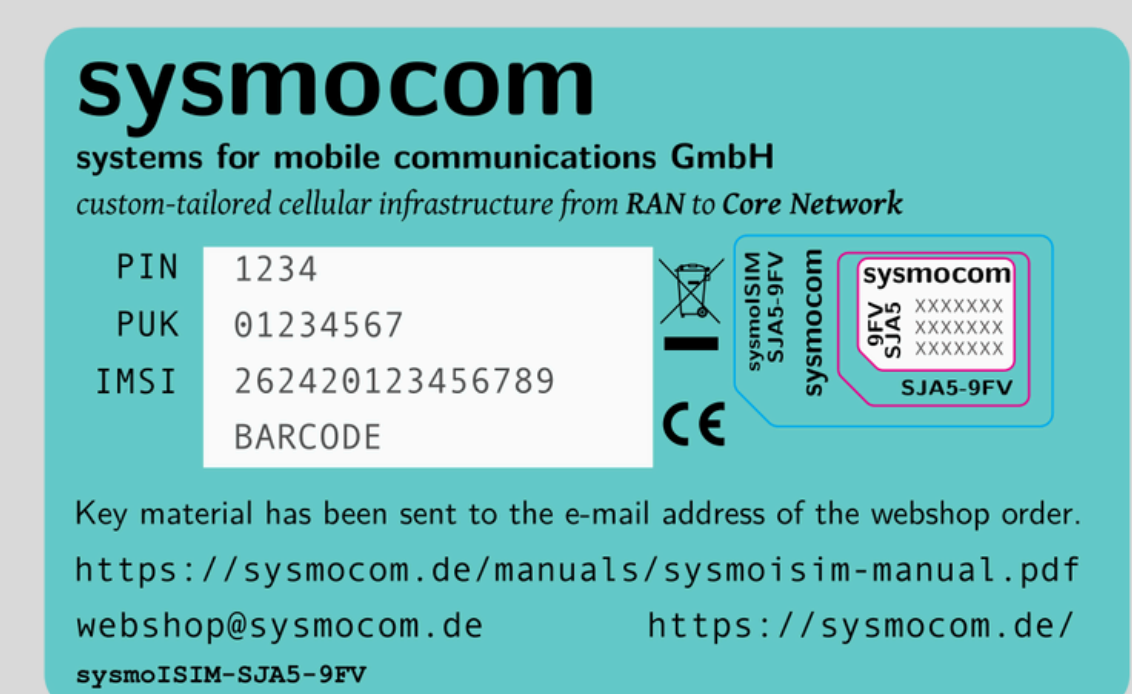 sysmocom
systems for mobile communications GmbH
custom-tailored cellular infrastructure from RAN to Core Network
PIN 1234
PUK 01234567
IMSI 262420123456789
BARCODE
CE
sysmoISIM
SJA5-9FV
sysmocom
sysmocom
9FV
SJA5
XXXXXXX
XXXXXXX
XXXXXXX
SJA5-9FV
Key material has been sent to the e-mail address of the webshop order.
https://sysmocom.de/manuals/sysmoisim-manual.pdf
webshop@sysmocom.de https://sysmocom.de/
sysmoISIM-SJA5-9FV